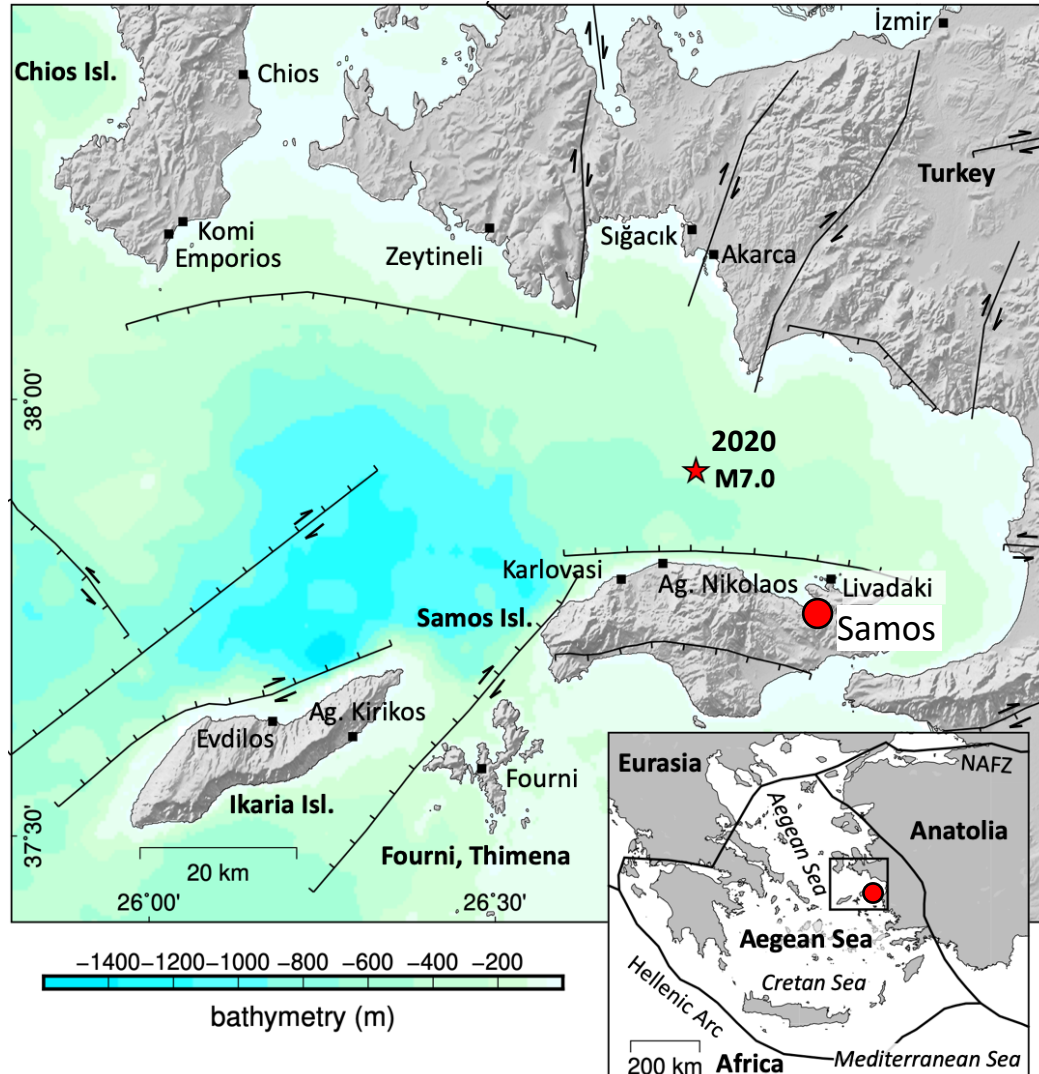 İzmir
Chios Isl.
Chios
Turkey
Komi
Emporios
Zeytineli
Sığacık
Akarca
38°00'
2020
M7.0
Karlovasi
Ag. Nikolaos
Livadaki
Samos Isl.
Samos
Ag. Kirikos
Evdilos
Fourni
Ikaria Isl.
37°30'
20 km
Fourni, Thimena
26°00'
26°30'
−1400
−1200
−1000
−800
−600
−400
−200
bathymetry (m)
Eurasia
NAFZ
Aegean Sea
Anatolia
Aegean Sea
Cretan Sea
Hellenic Arc
200 km
Africa
Mediterranean Sea